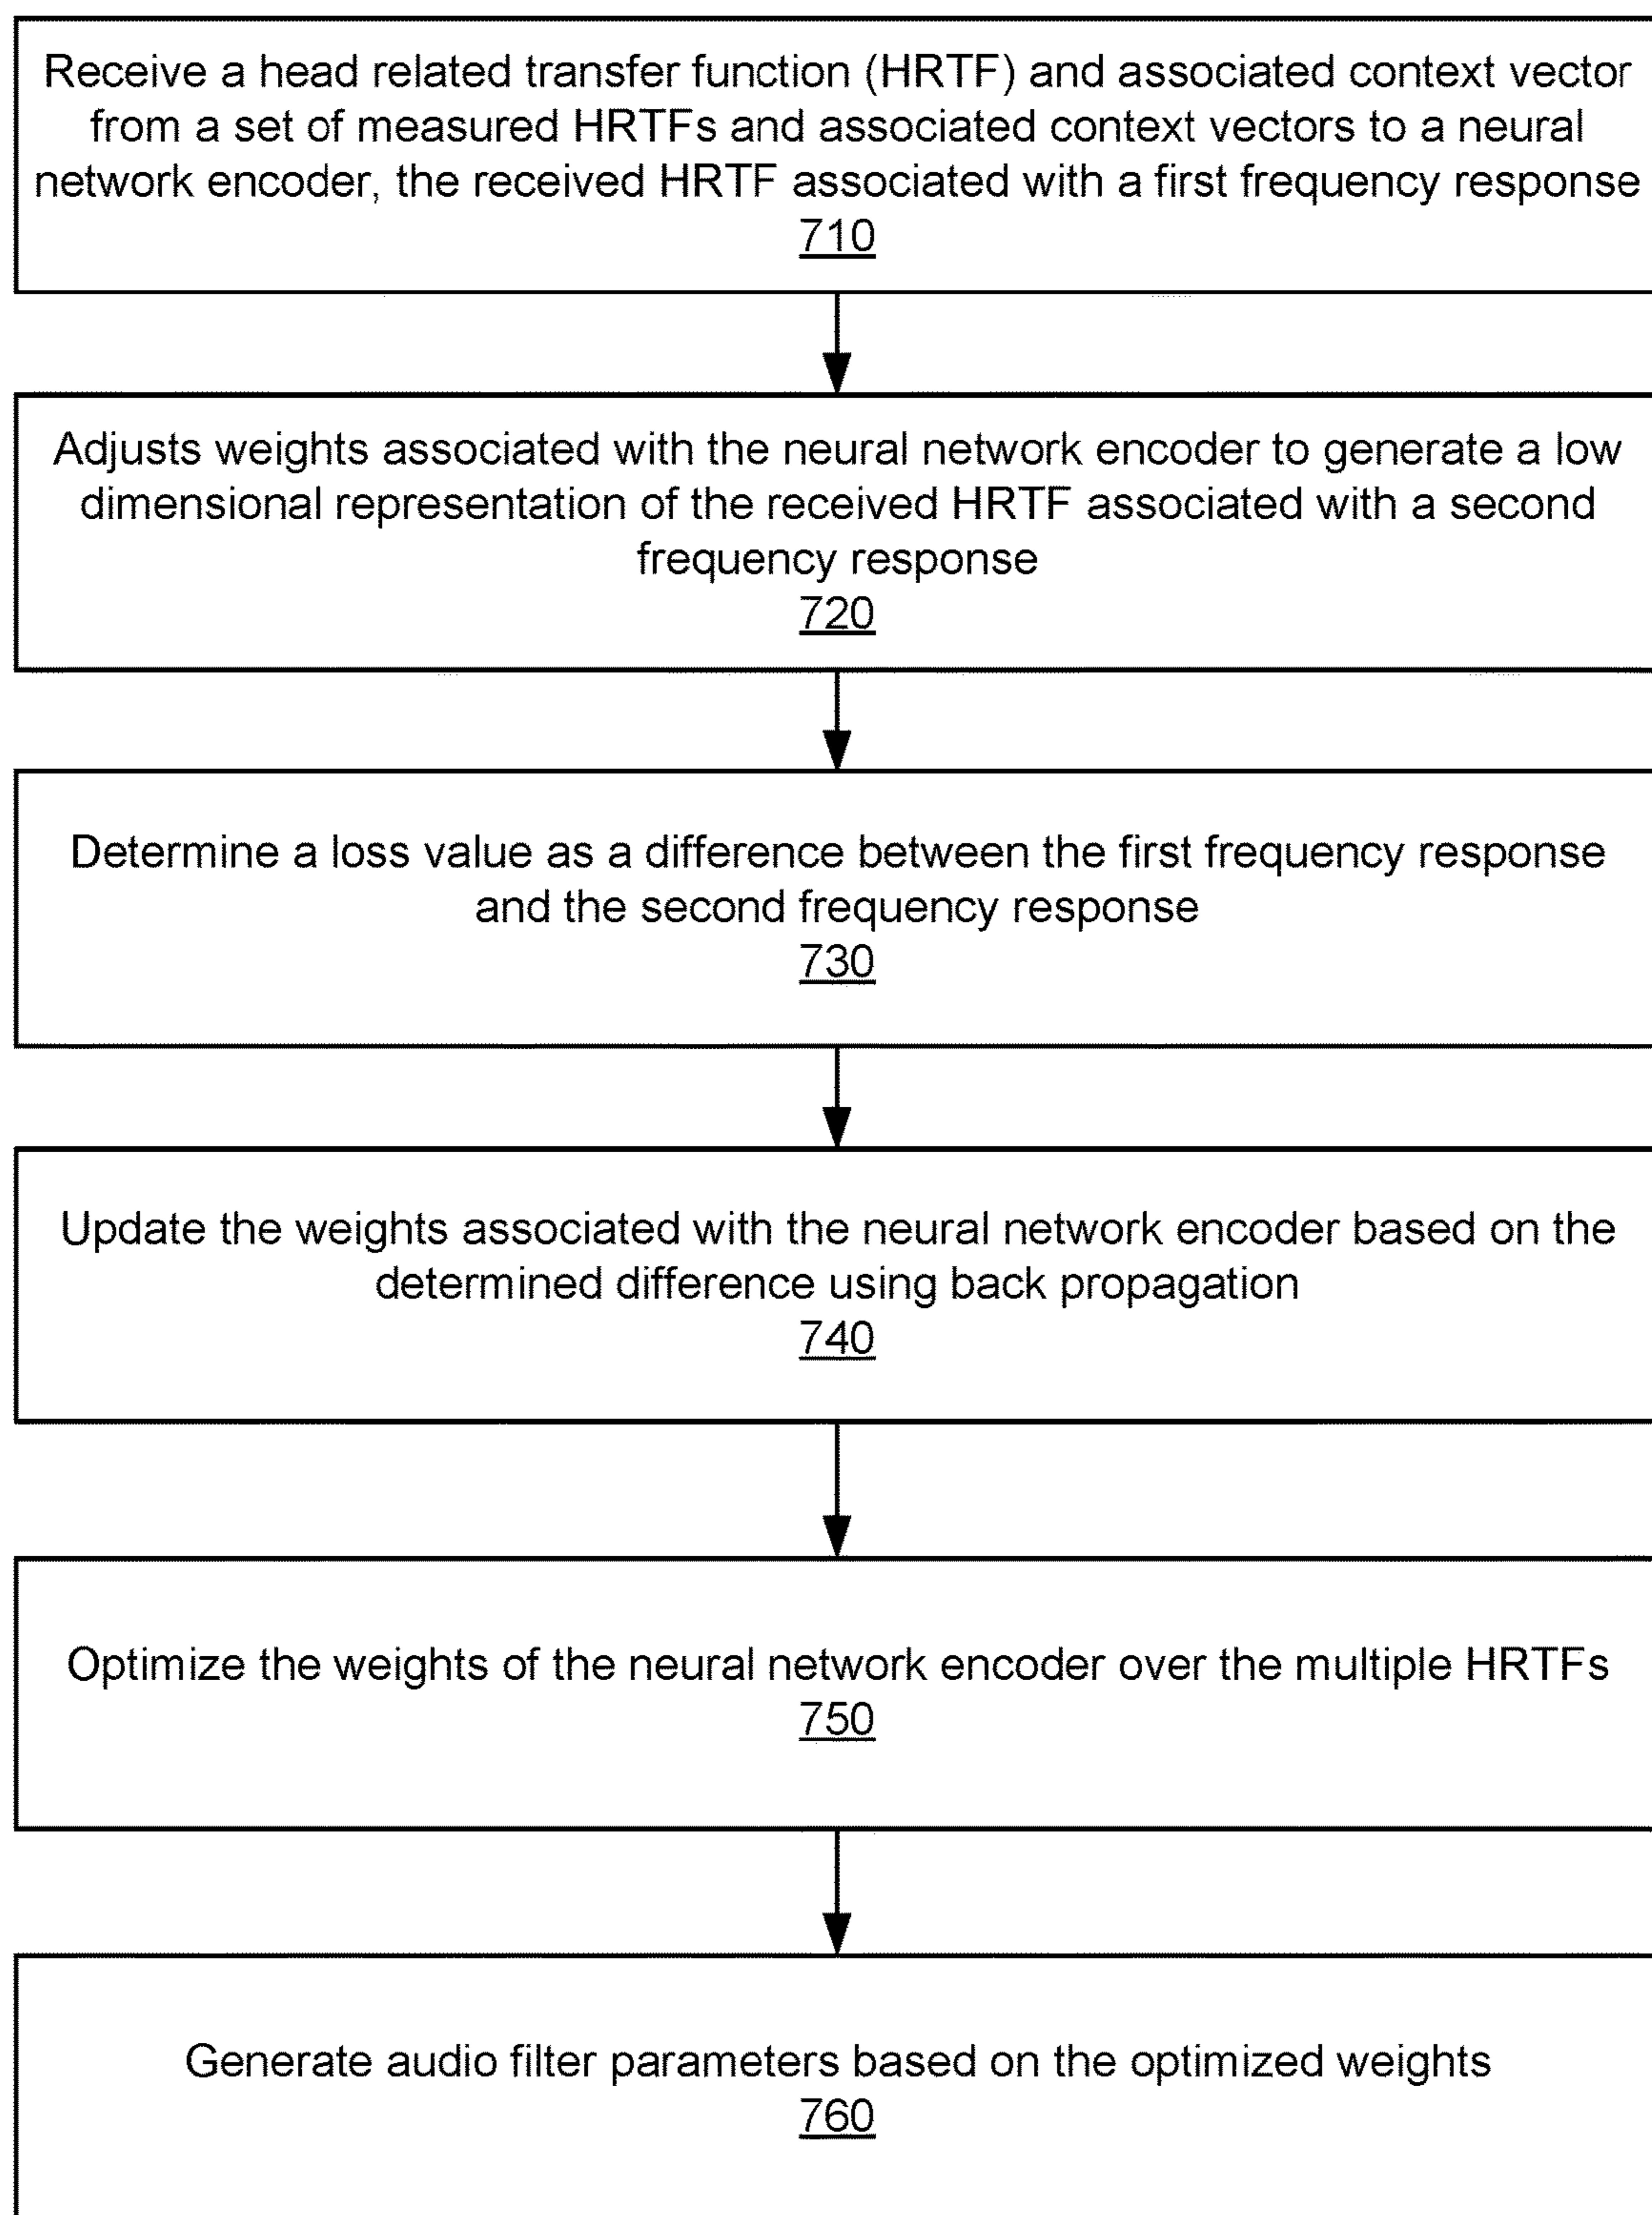 Receive a head related transfer function (HRTF) and associated context vector
from a set of measured HRTFs and associated context vectors to a neural
network encoder, the received HRTF associated with a first frequency response
710
Adjusts weights associated with the neural network encoder to generate a low
dimensional representation of the received HRTF associated with a second
frequency response
720
Determine a loss value as a difference between the first frequency response
and the second frequency response
730
Update the weights associated with the neural network encoder based on the
determined difference using back propagation
740
Optimize the weights of the neural network encoder over the multiple HRTFs
750
Generate audio filter parameters based on the optimized weights
760